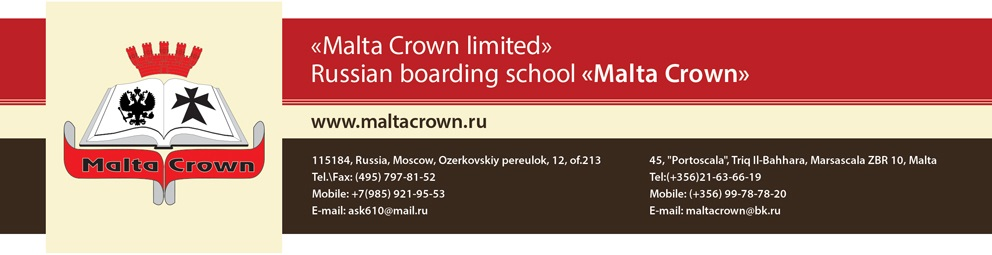 «Malta Crown limited»
Russian boarding school «Malta Crown»
www.maltacrown.ru
Malta Crown
115184, Russia, Moscow, Ozerkovskiy pereulok, 12, of.213
Tel.\Fax: (495) 797-81-52
Mobile: +7(985) 921-95-53
E-mail: ask610@mail.ru
45, "Portoscala", Triq Il-Bahhara, Marsascala ZBR 10, Malta
Tel:(+356)21-63-66-19
Mobile: (+356) 99-78-78-20
E-mail: maltacrown@bk.ru